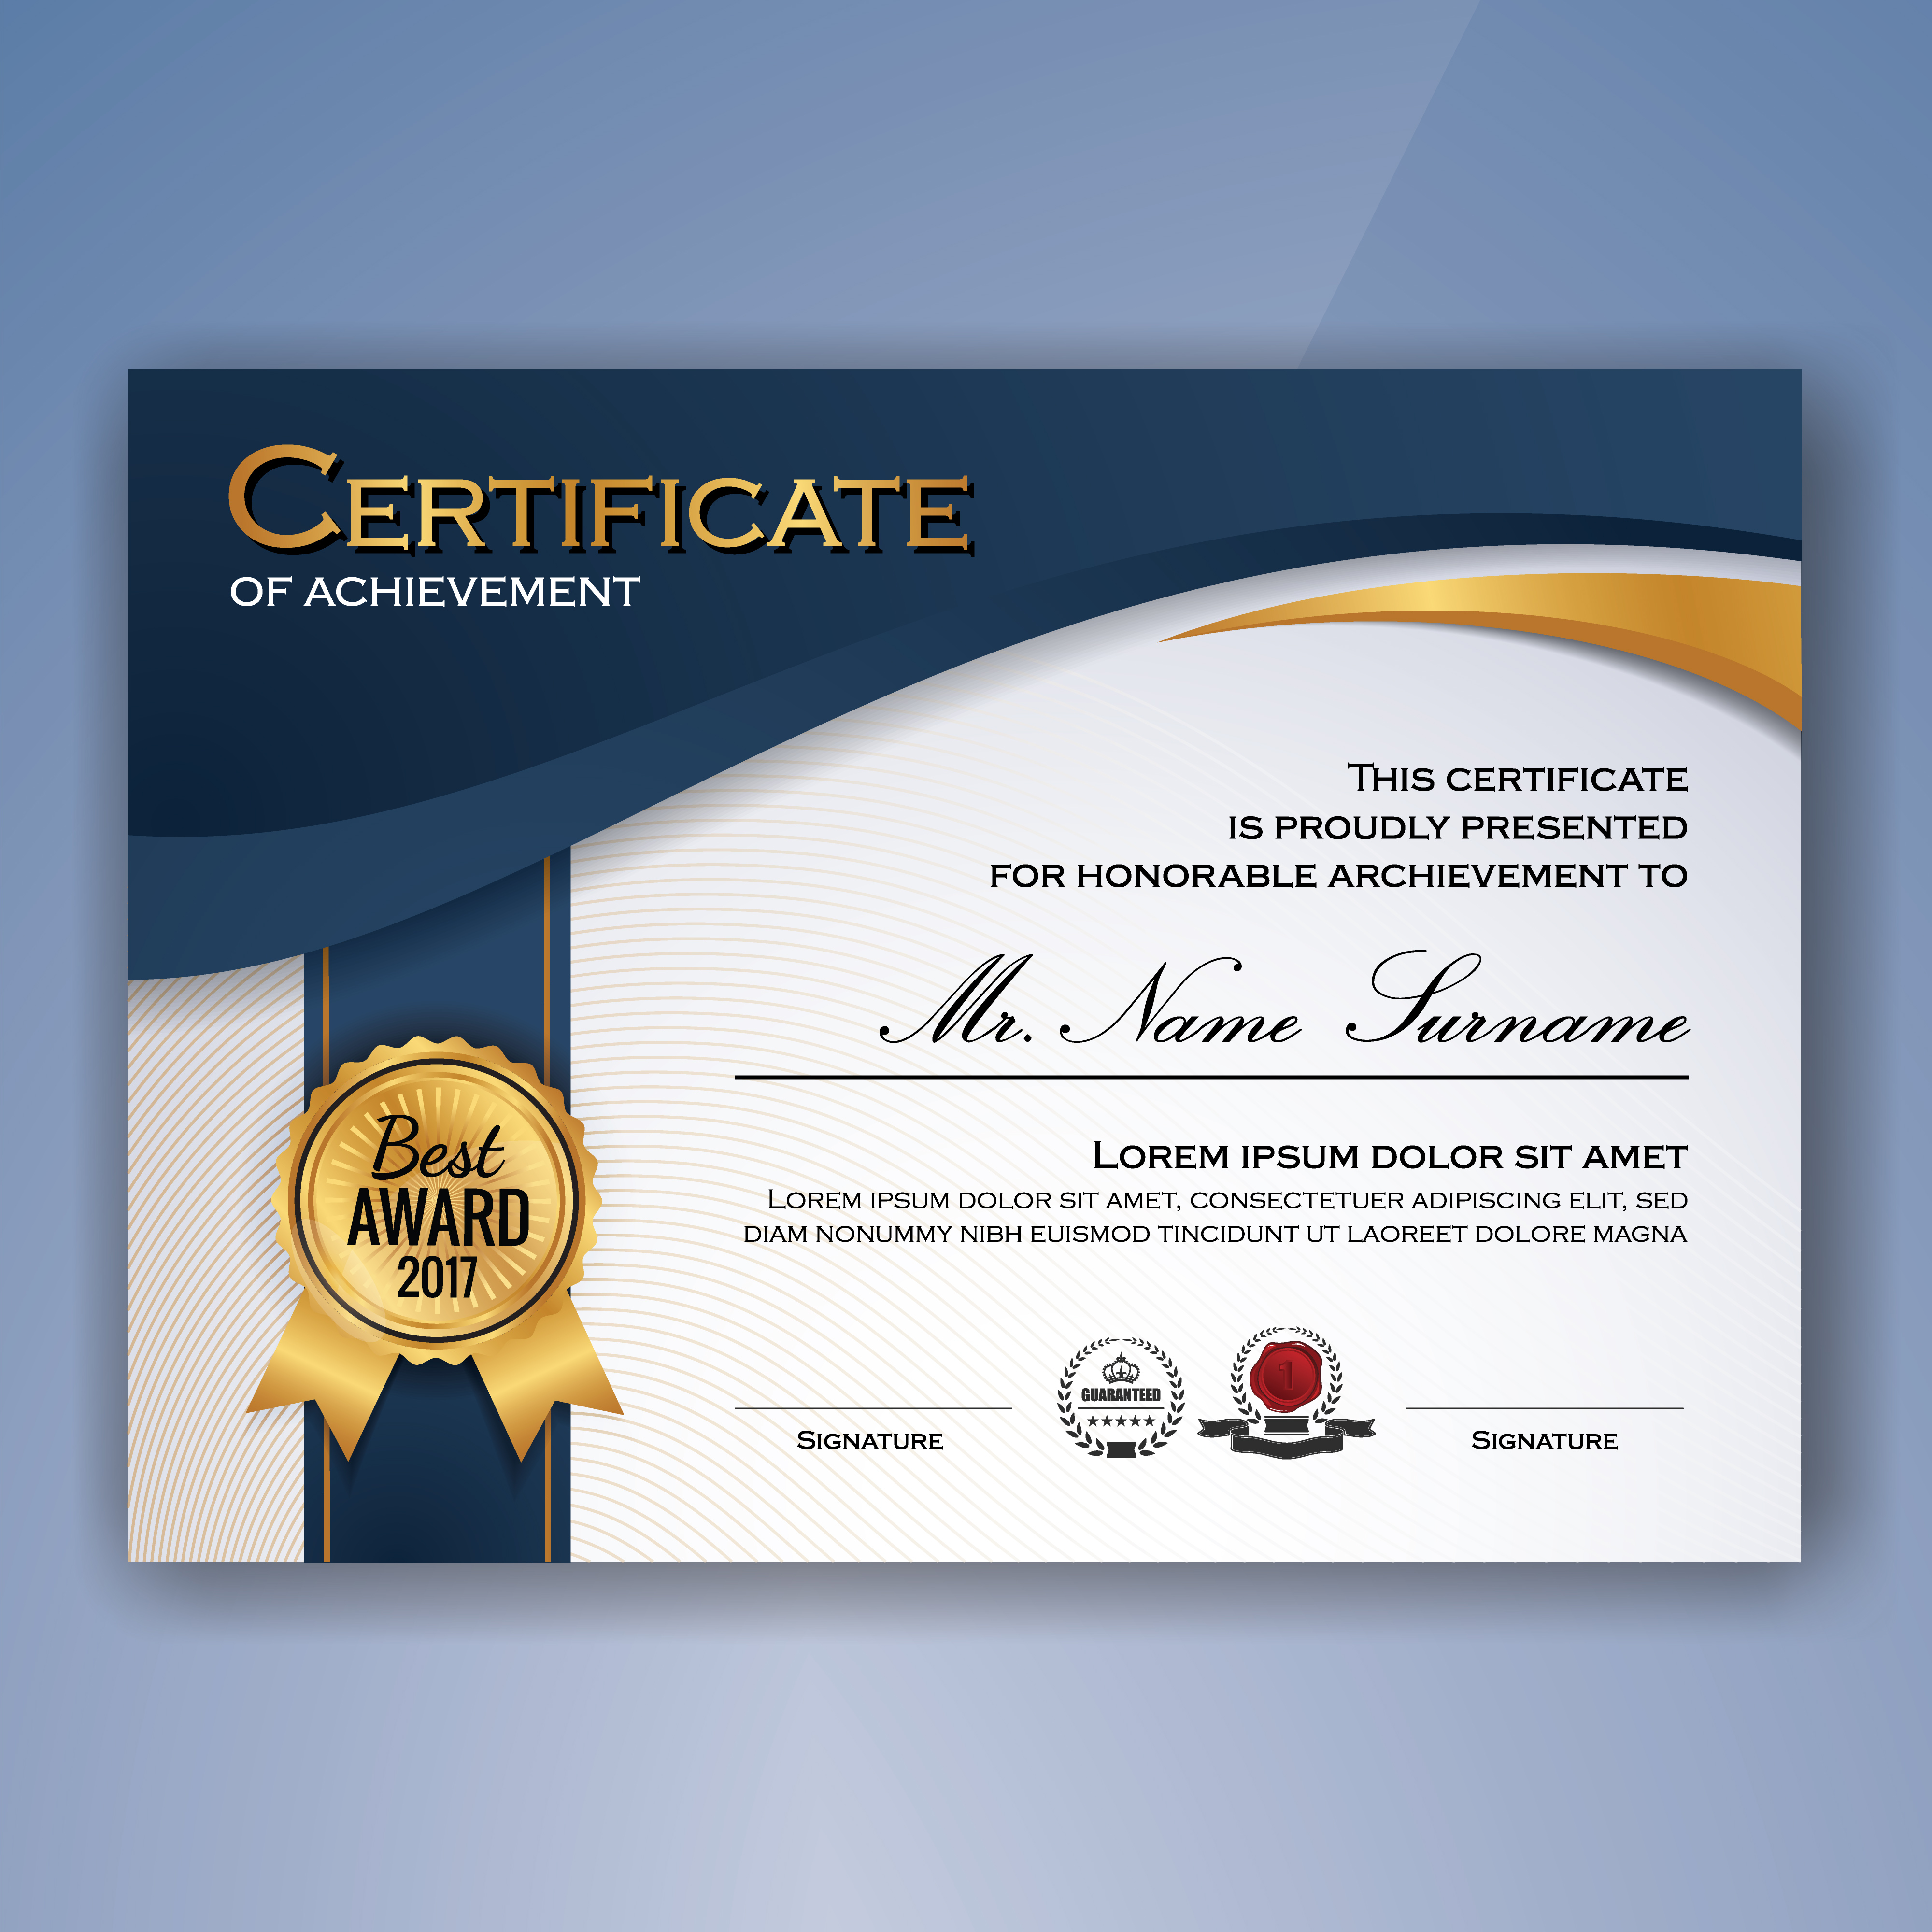 CERTIFICATE
OF ACHIEVEMENT
THIS CERTIFICATE
IS PROUDLY PRESENTED
FOR HONORABLE ARCHIEVEMENT TO
Mr. Name Surname
LOREM IPSUM DOLOR SIT AMET
LOREM IPSUM DOLOR SIT AMET, CONSECTETUER ADIPISCING ELIT, SED
DIAM NONUMMY NIBH EUISMOD TINCIDUNT UT LAOREET DOLORE MAGNA
Best
AWARD
2017
GUARANTEED
1
SIGNATURE
SIGNATURE